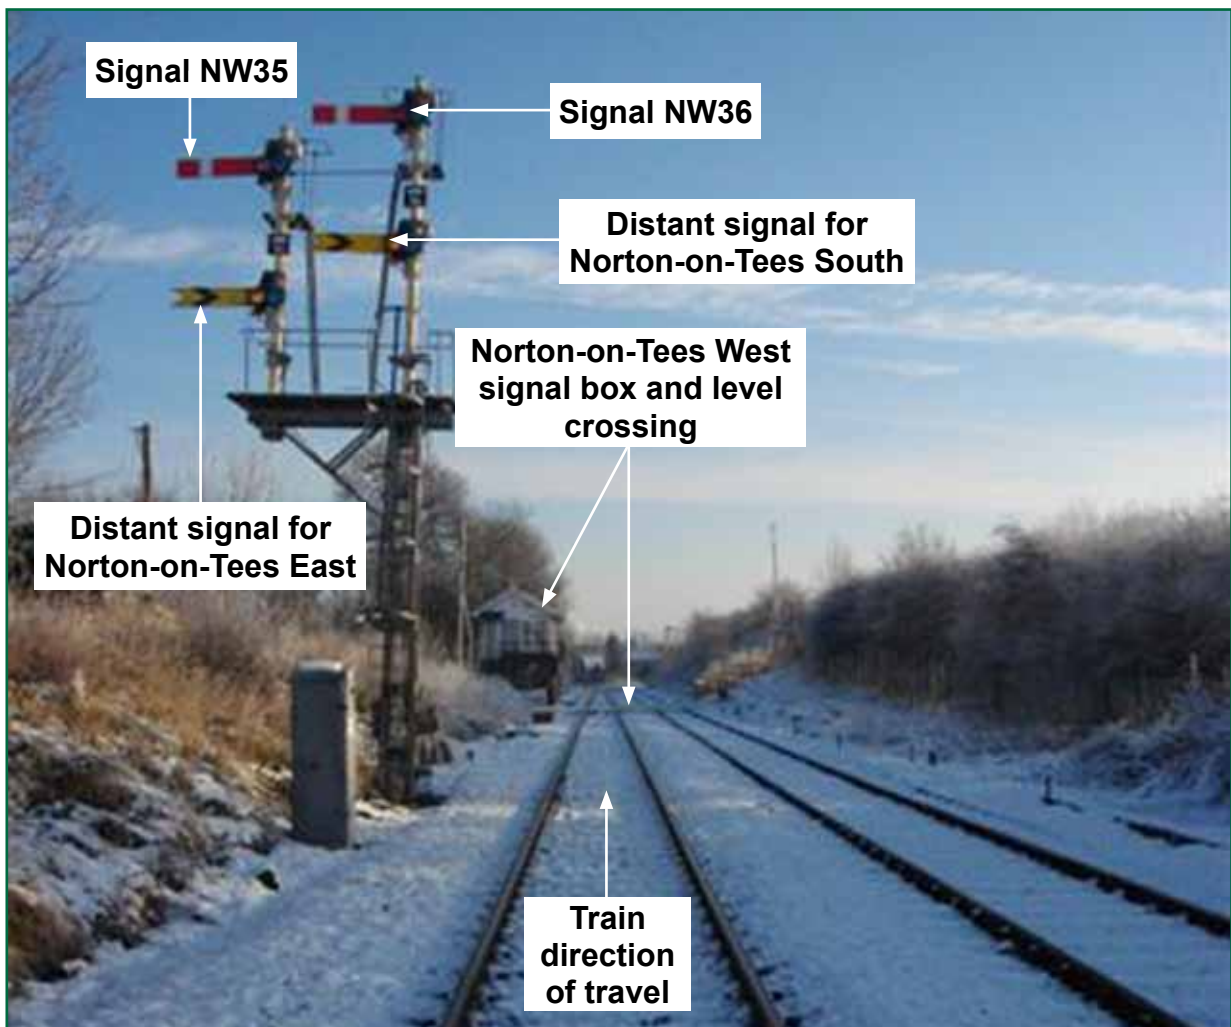 Signal NW35
Signal NW36
Distant signal for
Norton-on-Tees South
Norton-on-Tees West
signal box and level
crossing
Distant signal for
Norton-on-Tees East
Train
direction
of travel